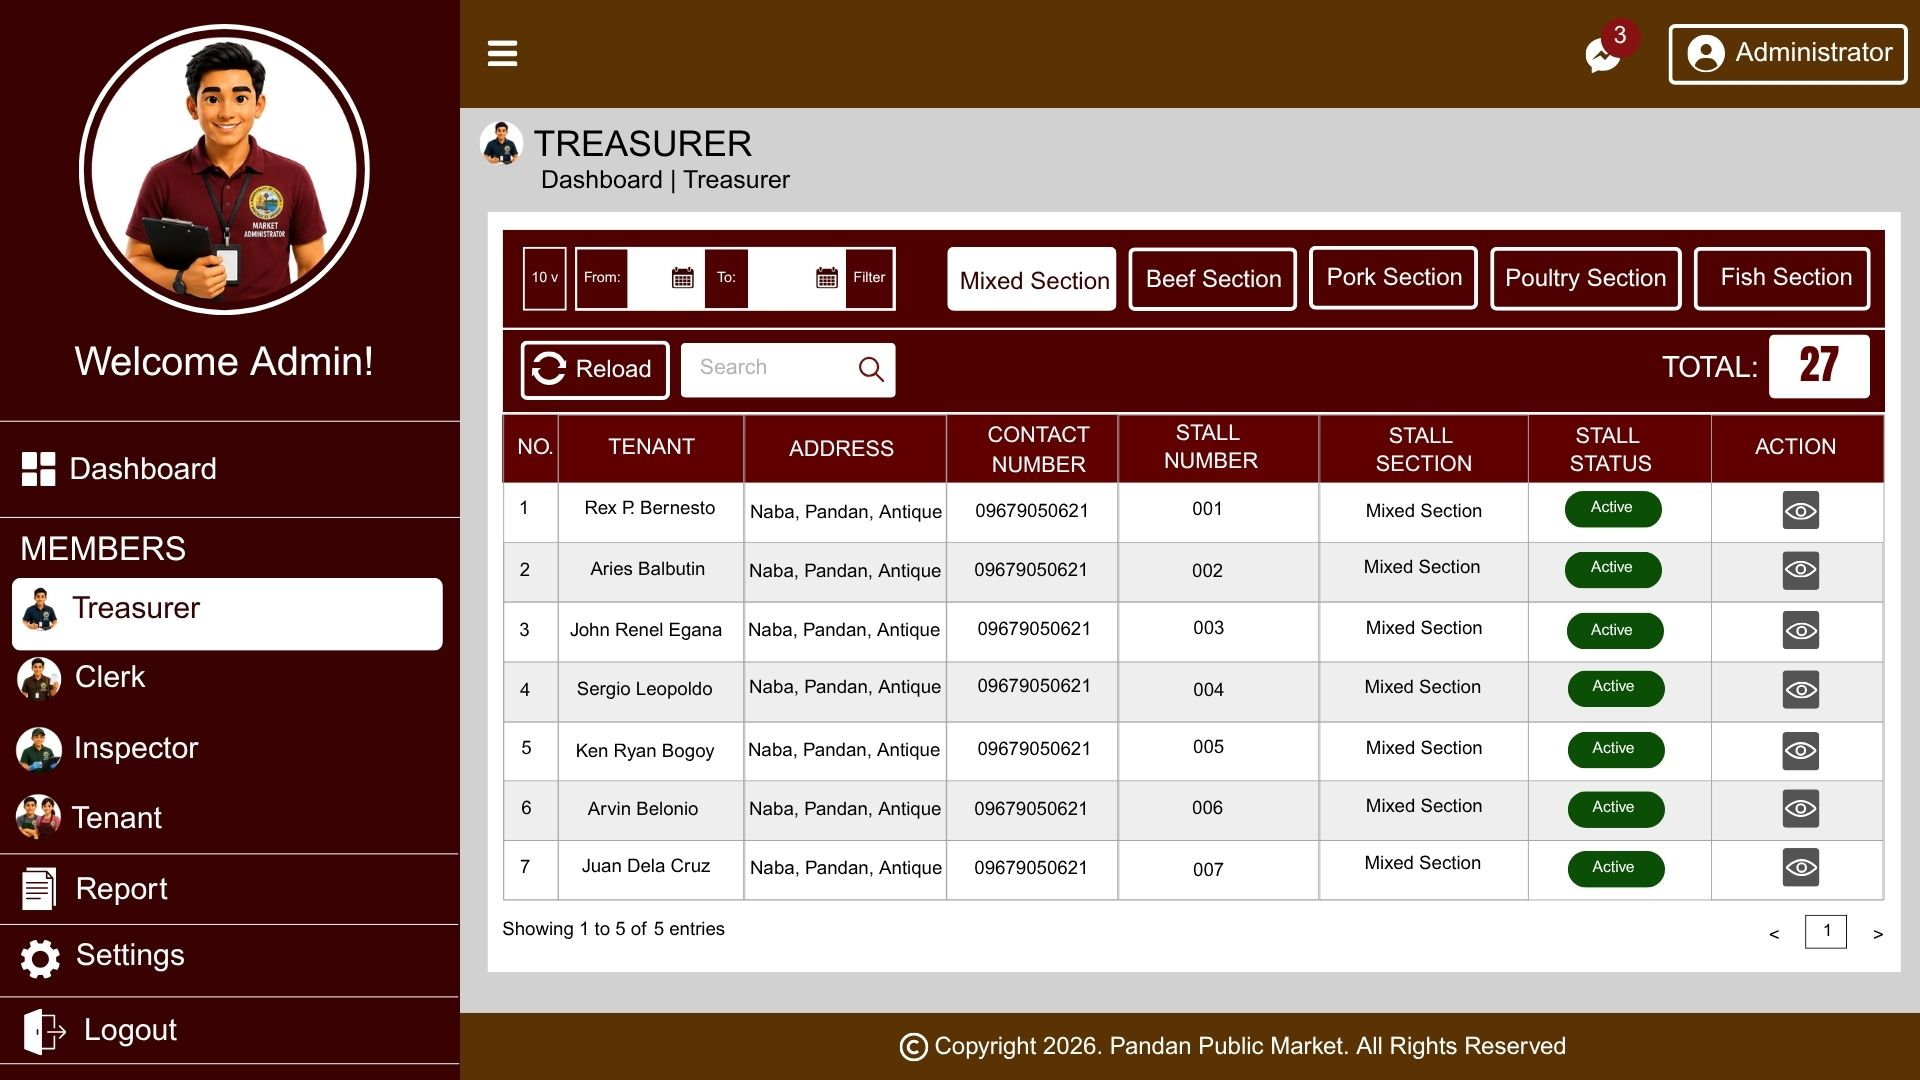 MARKET
ADMINISTRATOR
Welcome Admin!
Dashboard
MEMBERS
Treasurer
Clerk
Inspector
Tenant
Report
Settings
Logout
3
Administrator
TREASURER
Dashboard | Treasurer
10 v From: To: Filter Mixed Section Beef Section Pork Section Poultry Section Fish Section
Reload Search TOTAL: 27
NO. TENANT ADDRESS CONTACT NUMBER STALL NUMBER STALL SECTION STALL STATUS ACTION
1 Rex P. Bernesto Naba, Pandan, Antique 09679050621 001 Mixed Section Active
2 Aries Balbutin Naba, Pandan, Antique 09679050621 002 Mixed Section Active
3 John Renel Egana Naba, Pandan, Antique 09679050621 003 Mixed Section Active
4 Sergio Leopoldo Naba, Pandan, Antique 09679050621 004 Mixed Section Active
5 Ken Ryan Bogoy Naba, Pandan, Antique 09679050621 005 Mixed Section Active
6 Arvin Belonio Naba, Pandan, Antique 09679050621 006 Mixed Section Active
7 Juan Dela Cruz Naba, Pandan, Antique 09679050621 007 Mixed Section Active
Showing 1 to 5 of 5 entries
< 1 >
© Copyright 2026. Pandan Public Market. All Rights Reserved